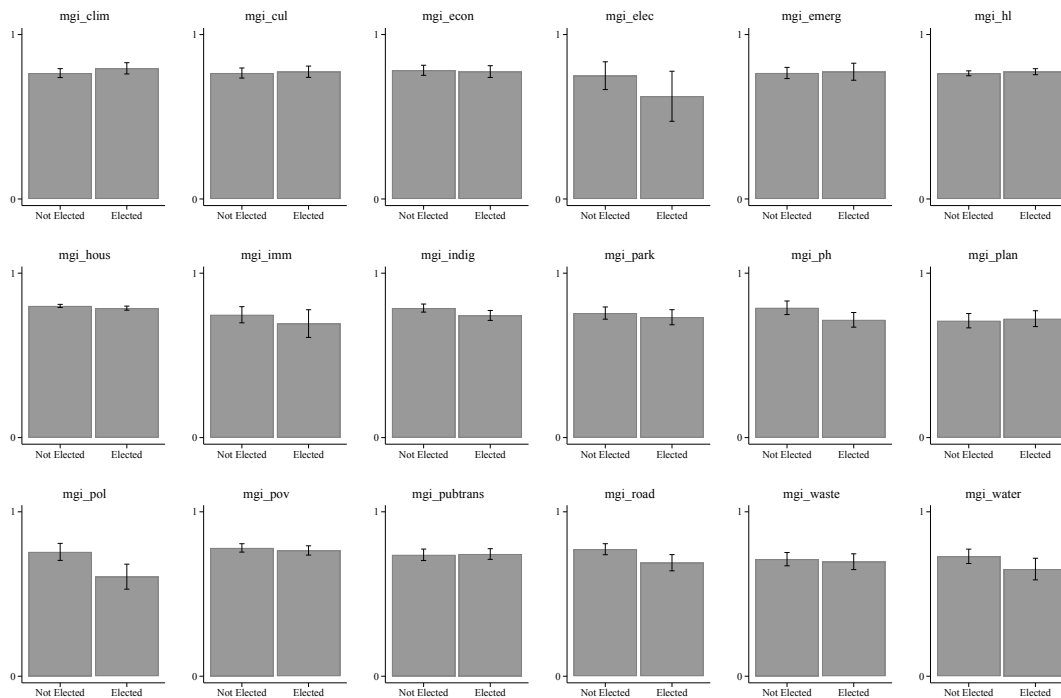 mgi_clim mgi_cul mgi_econ mgi_elec mgi_emerg mgi_hl
1 1 1 1 1 1
0 0 0 0 0 0
Not Elected Elected Not Elected Elected Not Elected Elected Not Elected Elected Not Elected Elected Not Elected Elected
mgi_hous mgi_imm mgi_indig mgi_park mgi_ph mgi_plan
1 1 1 1 1 1
0 0 0 0 0 0
Not Elected Elected Not Elected Elected Not Elected Elected Not Elected Elected Not Elected Elected Not Elected Elected
mgi_pol mgi_pov mgi_pubtrans mgi_road mgi_waste mgi_water
1 1 1 1 1 1
0 0 0 0 0 0
Not Elected Elected Not Elected Elected Not Elected Elected Not Elected Elected Not Elected Elected Not Elected Elected